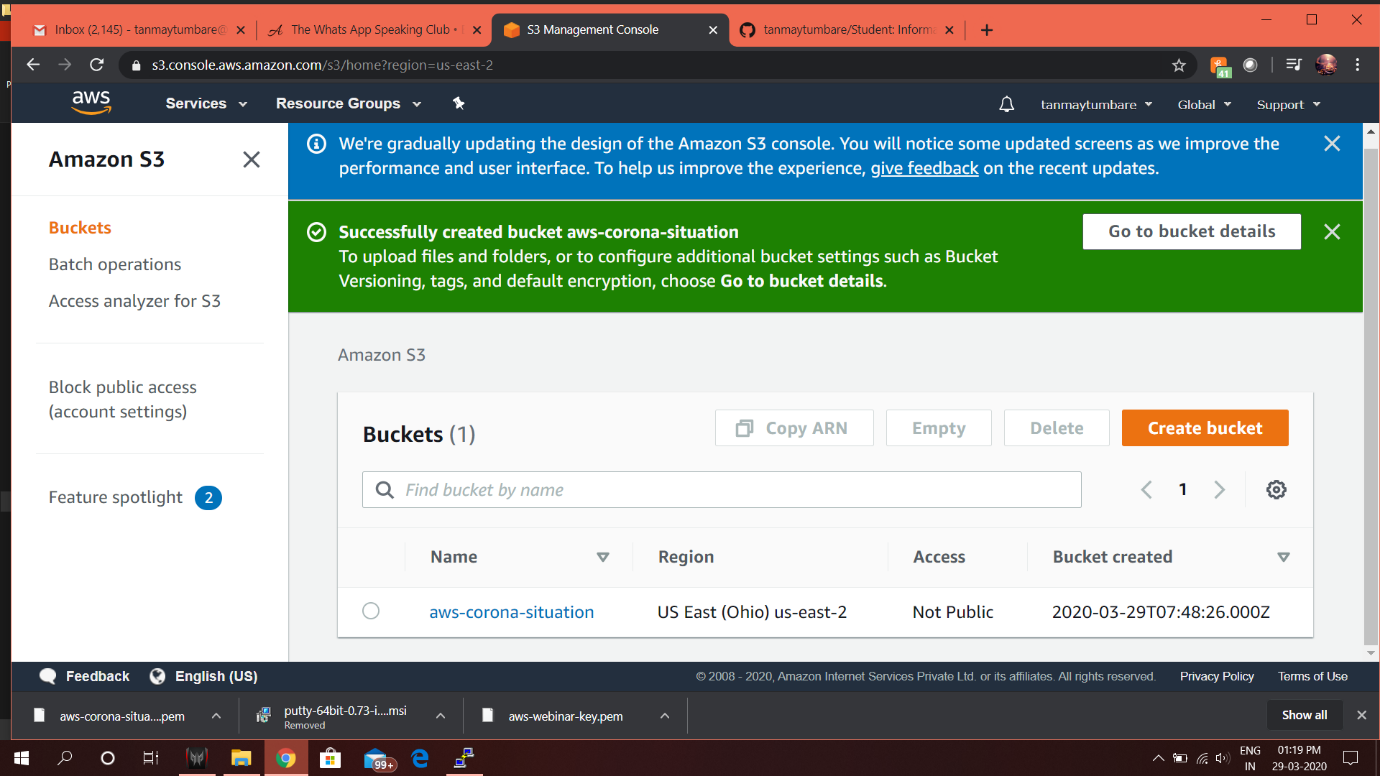 Inbox (2,145) - tanmaytumbare@
The Whats App Speaking Club •
S3 Management Console
tanmaytumbare/Student: Inform
s3.console.aws.amazon.com/s3/home?region=us-east-2
41
aws
Services
Resource Groups
tanmaytumbare
Global
Support
Amazon S3
Buckets
Batch operations
Access analyzer for S3
Block public access
(account settings)
Feature spotlight 2
We're gradually updating the design of the Amazon S3 console. You will notice some updated screens as we improve the
performance and user interface. To help us improve the experience, give feedback on the recent updates.
Successfully created bucket aws-corona-situation
Go to bucket details
To upload files and folders, or to configure additional bucket settings such as Bucket
Versioning, tags, and default encryption, choose Go to bucket details.
Amazon S3
Buckets (1)
Copy ARN
Empty
Delete
Create bucket
Find bucket by name
1
Name
Region
Access
Bucket created
aws-corona-situation
US East (Ohio) us-east-2
Not Public
2020-03-29T07:48:26.000Z
Feedback
English (US)
© 2008 - 2020, Amazon Internet Services Private Ltd. or its affiliates. All rights reserved.
Privacy Policy
Terms of Use
aws-corona-situa....pem
putty-64bit-0.73-i....msi
Removed
aws-webinar-key.pem
Show all
99+
ENG
IN
01:19 PM
29-03-2020